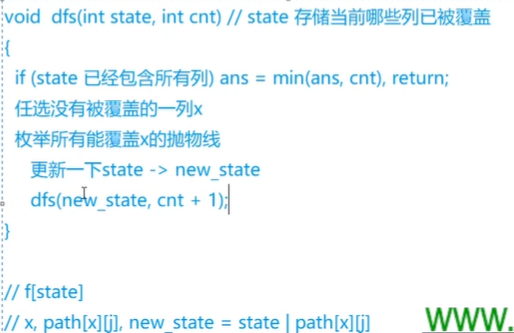 void dfs(int state, int cnt) // state 存储当前哪些列已被覆盖
{
if (state 已经包含所有列) ans = min(ans, cnt), return;
任选没有被覆盖的一列x
枚举所有能覆盖x的抛物线
更新一下state -> new_state
dfs(new_state, cnt + 1);
}
// f[state]
// x, path[x][j], new_state = state | path[x][j]
WWW.